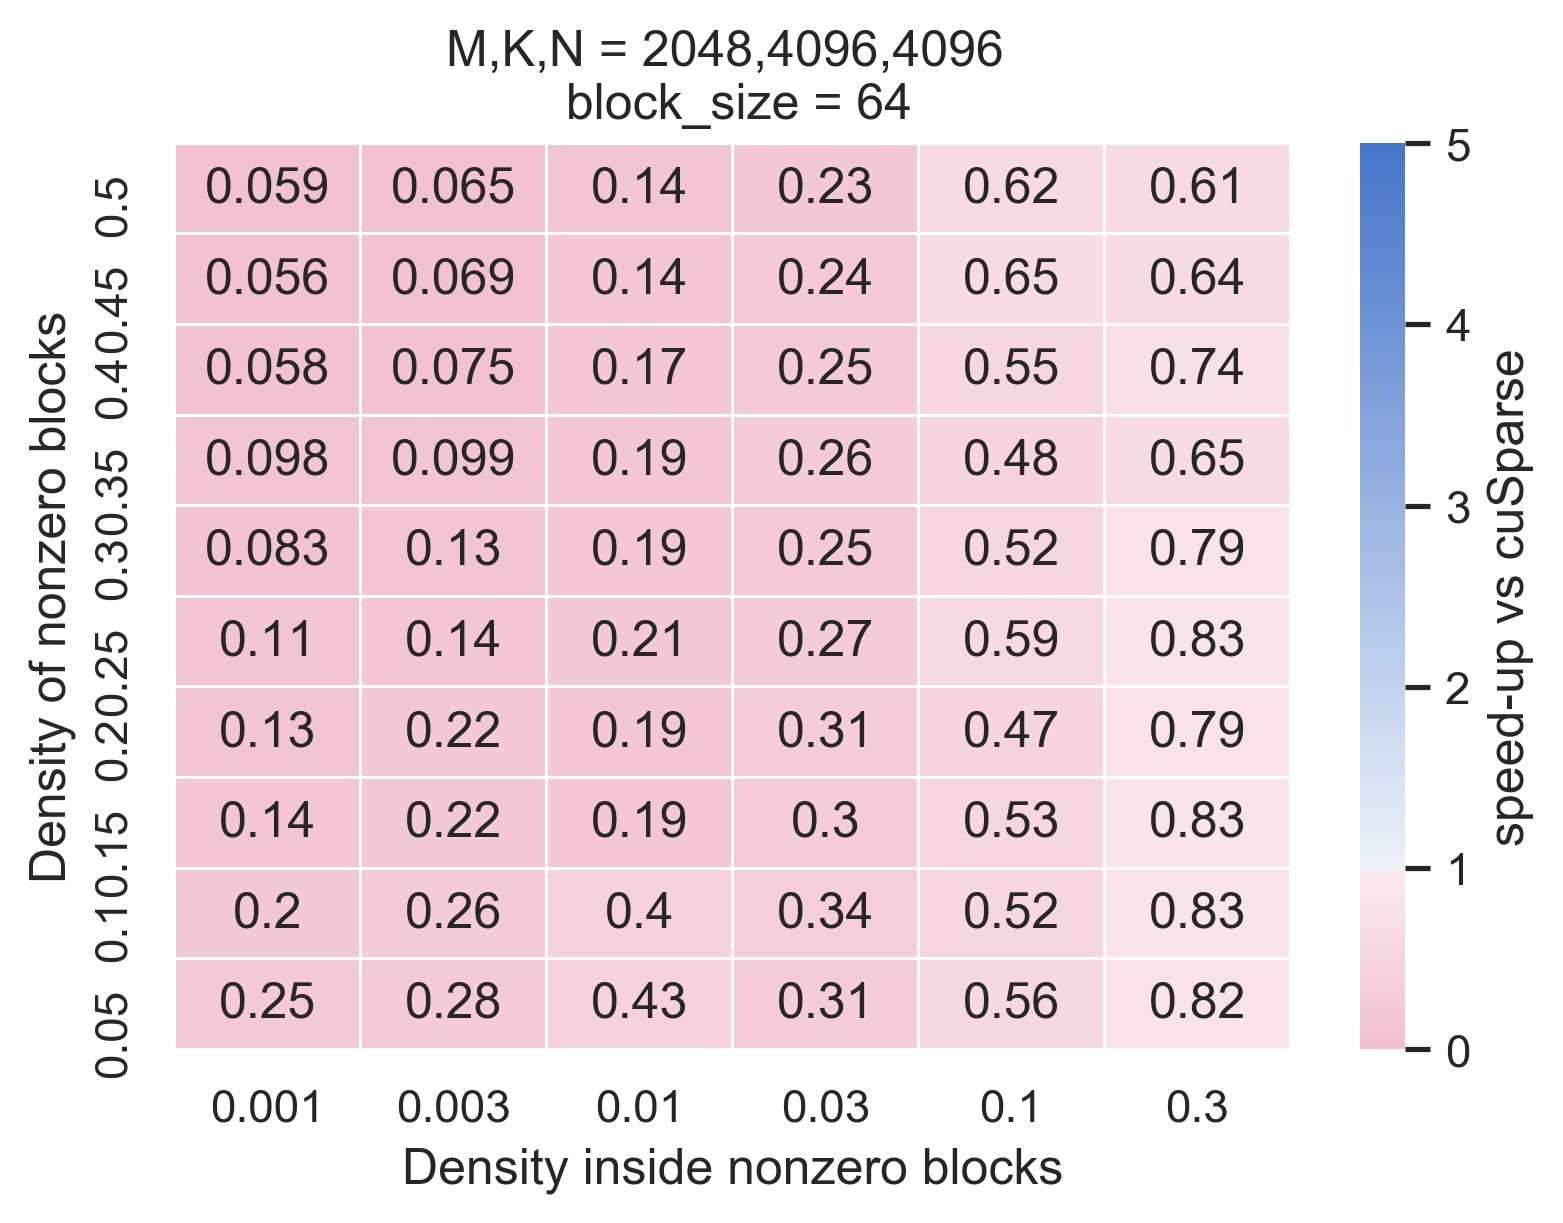 M,K,N = 2048,4096,4096
block_size = 64
Density of nonzero blocks
0.5 0.059 0.065 0.14 0.23 0.62 0.61
0.45 0.056 0.069 0.14 0.24 0.65 0.64
0.4 0.058 0.075 0.17 0.25 0.55 0.74
0.35 0.098 0.099 0.19 0.26 0.48 0.65
0.3 0.083 0.13 0.19 0.25 0.52 0.79
0.25 0.11 0.14 0.21 0.27 0.59 0.83
0.2 0.13 0.22 0.19 0.31 0.47 0.79
0.15 0.14 0.22 0.19 0.3 0.53 0.83
0.1 0.2 0.26 0.4 0.34 0.52 0.83
0.05 0.25 0.28 0.43 0.31 0.56 0.82
0.001 0.003 0.01 0.03 0.1 0.3
Density inside nonzero blocks
5
4
3
2
1
0
speed-up vs cuSparse